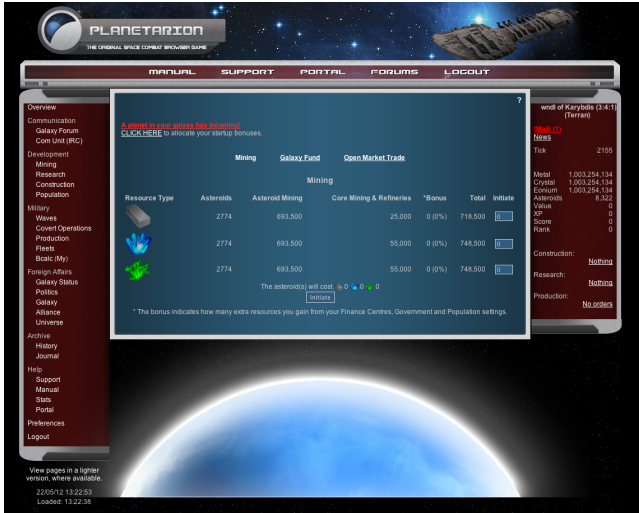 PLANETARION
THE ORIGINAL SPACE COMBAT BROWSER GAME
MANUAL SUPPORT PORTAL FORUMS LOGOUT
Overview
Communication
Galaxy Forum
Com Unit (IRC)
Development
Mining
Research
Construction
Population
Military
Waves
Covert Operations
Production
Fleets
Bcalc (My)
Foreign Affairs
Galaxy Status
Politics
Galaxy
Alliance
Universe
Archive
History
Journal
Help
Support
Manual
Stats
Portal
Preferences
Logout
View pages in a lighter
version, where available.
22/05/12 13:22:53
Loaded: 13:22:38
?
A planet in your galaxy has incoming!
CLICK HERE to allocate your startup bonuses.
Mining Galaxy Fund Open Market Trade
Mining
Resource Type Asteroids Asteroid Mining Core Mining & Refineries *Bonus Total Initiate
2774 693,500 25,000 0 (0%) 718,500 0
2774 693,500 55,000 0 (0%) 748,500 0
2774 693,500 55,000 0 (0%) 748,500 0
The asteroid(s) will cost 0 0 0
Initiate
* The bonus indicates how many extra resources you gain from your Finance Centres, Government and Population settings.
wndl of Karybdis (3:4:1)
(Terran)
Mail (1)
News
Tick 2155
Metal 1,003,254,134
Crystal 1,003,254,134
Eonium 1,003,254,134
Asteroids 8,322
Value 0
XP 0
Score 0
Rank 0
Construction:
Nothing
Research:
Nothing
Production:
No orders